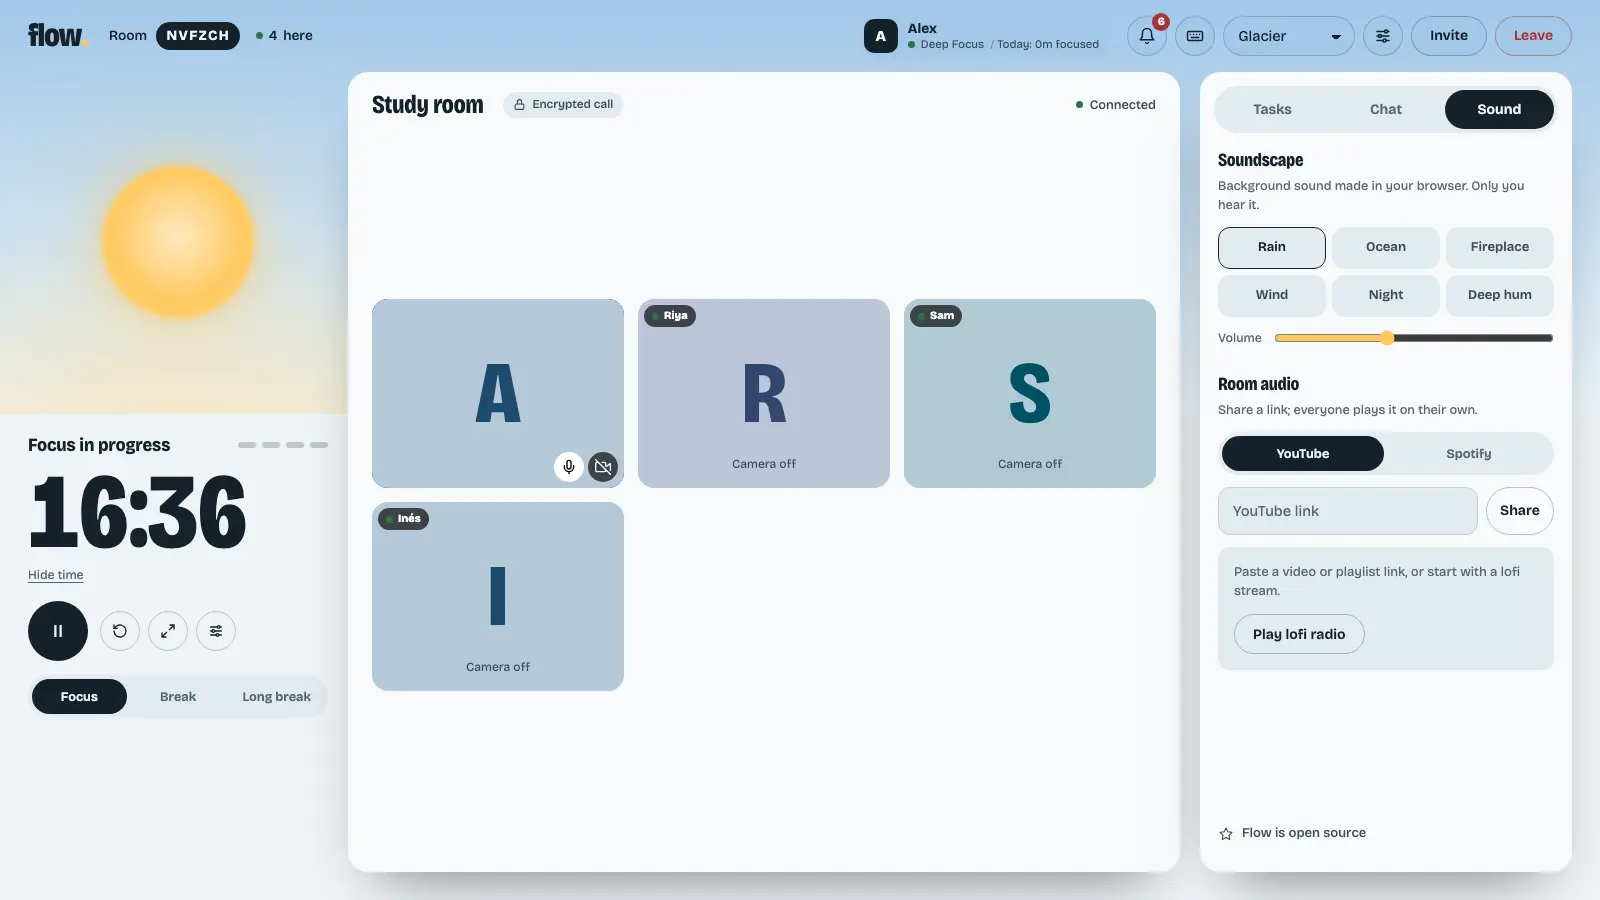 flow.
Room NVFZCH 4 here
A
Alex
Deep Focus / Today: 0m focused
6
Glacier
Invite
Leave
Focus in progress
16:36
Hide time
Focus Break Long break
Study room
Encrypted call
Connected
A
Riya
R
Camera off
Sam
S
Camera off
Inés
I
Camera off
Tasks Chat Sound
Soundscape
Background sound made in your browser. Only you
hear it.
Rain Ocean Fireplace
Wind Night Deep hum
Volume
Room audio
Share a link; everyone plays it on their own.
YouTube Spotify
YouTube link Share
Paste a video or playlist link, or start with a lofi
stream.
Play lofi radio
Flow is open source